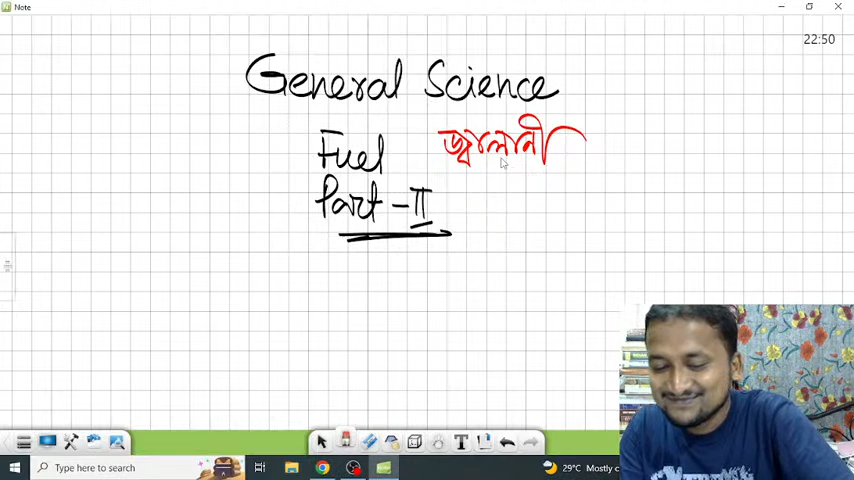 Note
22:50
General Science
Fuel জ্বালানী
Part - II
Type here to search
29°C Mostly c